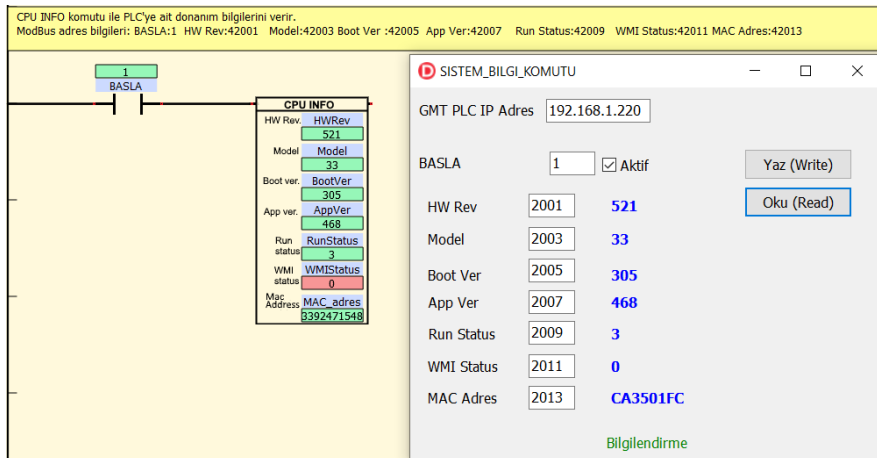 CPU INFO komutu ile PLC'ye ait donanım bilgilerini verir.
ModBus adres bilgileri: BASLA:1 HW Rev:42001 Model:42003 Boot Ver :42005 App Ver:42007 Run Status:42009 WMI Status:42011 MAC Adres:42013
1
BASLA
CPU INFO
HW Rev. HWRev
521
Model Model
33
Boot ver. BootVer
305
App ver. AppVer
468
Run status RunStatus
3
WMI status WMIStatus
0
Mac Address MAC_adres
3392471548
SISTEM_BILGI_KOMUTU
GMT PLC IP Adres 192.168.1.220
BASLA 1 Aktif Yaz (Write)
Oku (Read)
HW Rev 2001 521
Model 2003 33
Boot Ver 2005 305
App Ver 2007 468
Run Status 2009 3
WMI Status 2011 0
MAC Adres 2013 CA3501FC
Bilgilendirme